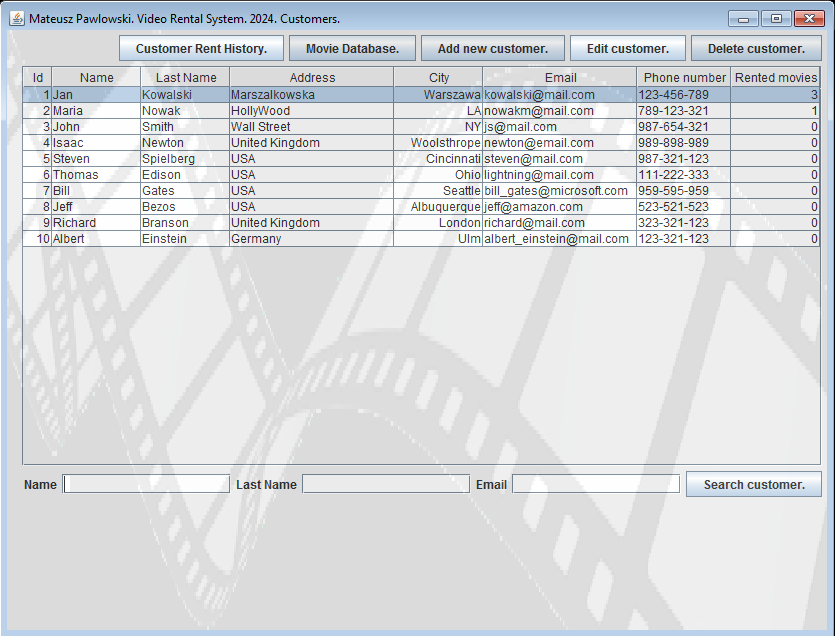 Mateusz Pawlowski. Video Rental System. 2024. Customers.
Customer Rent History. Movie Database. Add new customer. Edit customer. Delete customer.
Id Name Last Name Address City Email Phone number Rented movies
1 Jan Kowalski Marszalkowska Warszawa kowalski@mail.com 123-456-789 3
2 Maria Nowak HollyWood LA nowakm@mail.com 789-123-321 1
3 John Smith Wall Street NY js@mail.com 987-654-321 0
4 Isaac Newton United Kingdom Woolsthrope newton@email.com 989-898-989 0
5 Steven Spielberg USA Cincinnati steven@mail.com 987-321-123 0
6 Thomas Edison USA Ohio lightning@mail.com 111-222-333 0
7 Bill Gates USA Seattle bill_gates@microsoft.com 959-595-959 0
8 Jeff Bezos USA Albuquerque jeff@amazon.com 523-521-523 0
9 Richard Branson United Kingdom London richard@mail.com 323-321-123 0
10 Albert Einstein Germany Ulm albert_einstein@mail.com 123-321-123 0
Name Last Name Email Search customer.